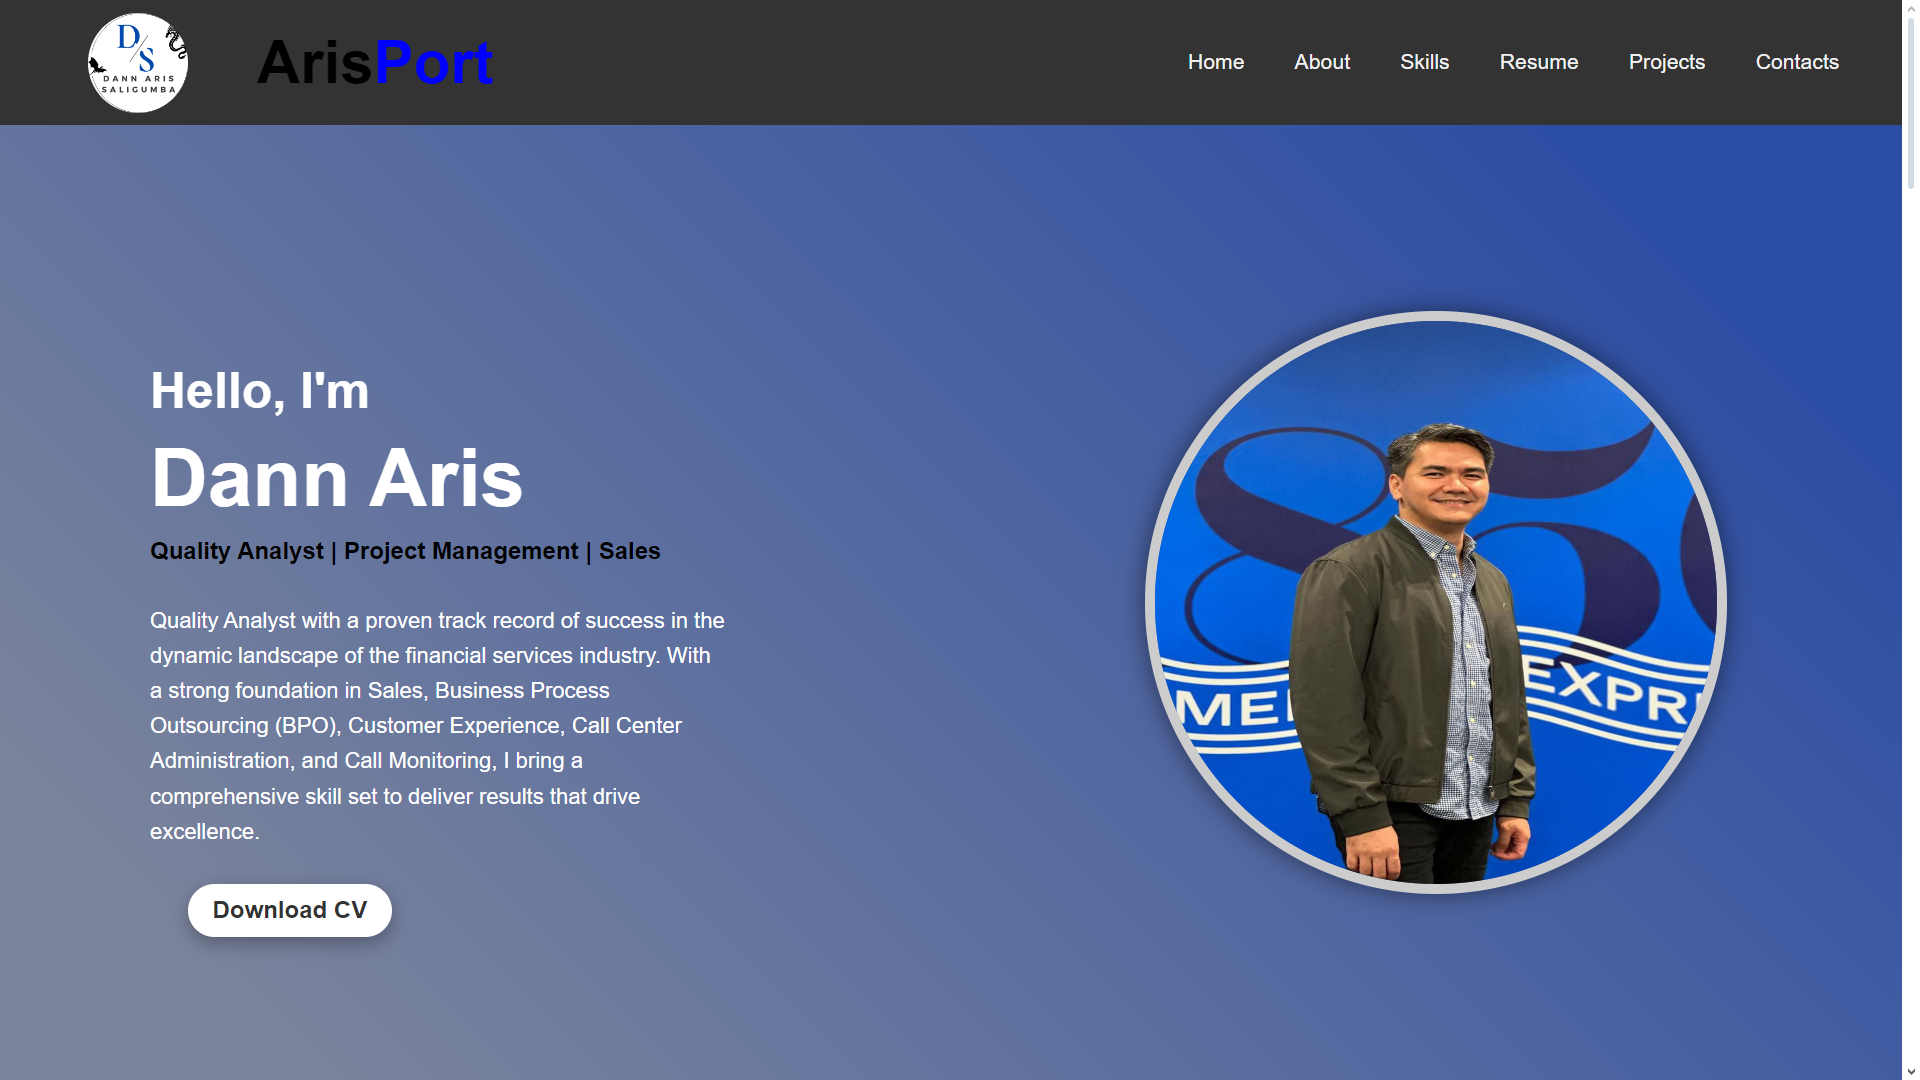 D
S
DANN ARIS
SALIGUMBA
ArisPort
Home
About
Skills
Resume
Projects
Contacts
Hello, I'm
Dann Aris
Quality Analyst | Project Management | Sales
Quality Analyst with a proven track record of success in the
dynamic landscape of the financial services industry. With
a strong foundation in Sales, Business Process
Outsourcing (BPO), Customer Experience, Call Center
Administration, and Call Monitoring, I bring a
comprehensive skill set to deliver results that drive
excellence.
Download CV
MEI EXPR